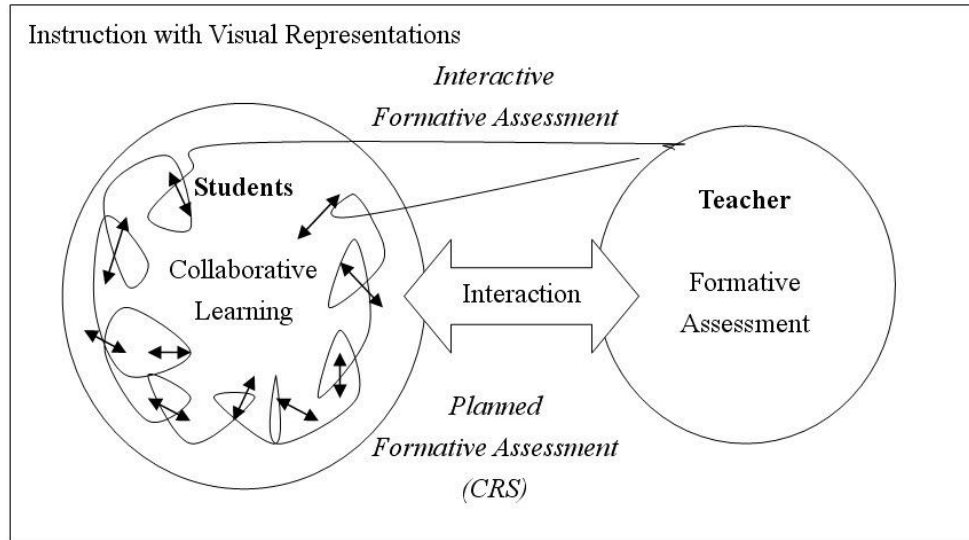 Instruction with Visual Representations
Interactive
Formative Assessment
Students
Collaborative
Learning
Interaction
Teacher
Formative
Assessment
Planned
Formative Assessment
(CRS)